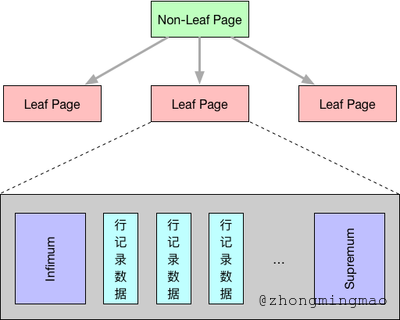 Non-Leaf Page
Leaf Page
Leaf Page
Leaf Page
Infimum
行记录数据
行记录数据
行记录数据
...
Supremum
@zhongmingmao